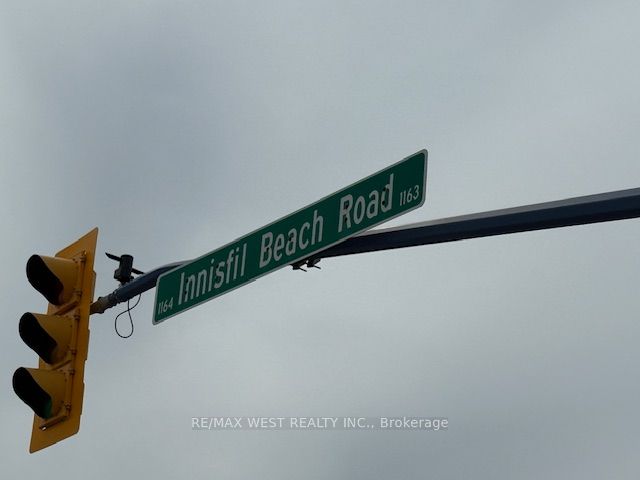 1164 Innisfil Beach Road 1163
RE/MAX WEST REALTY INC., Brokerage